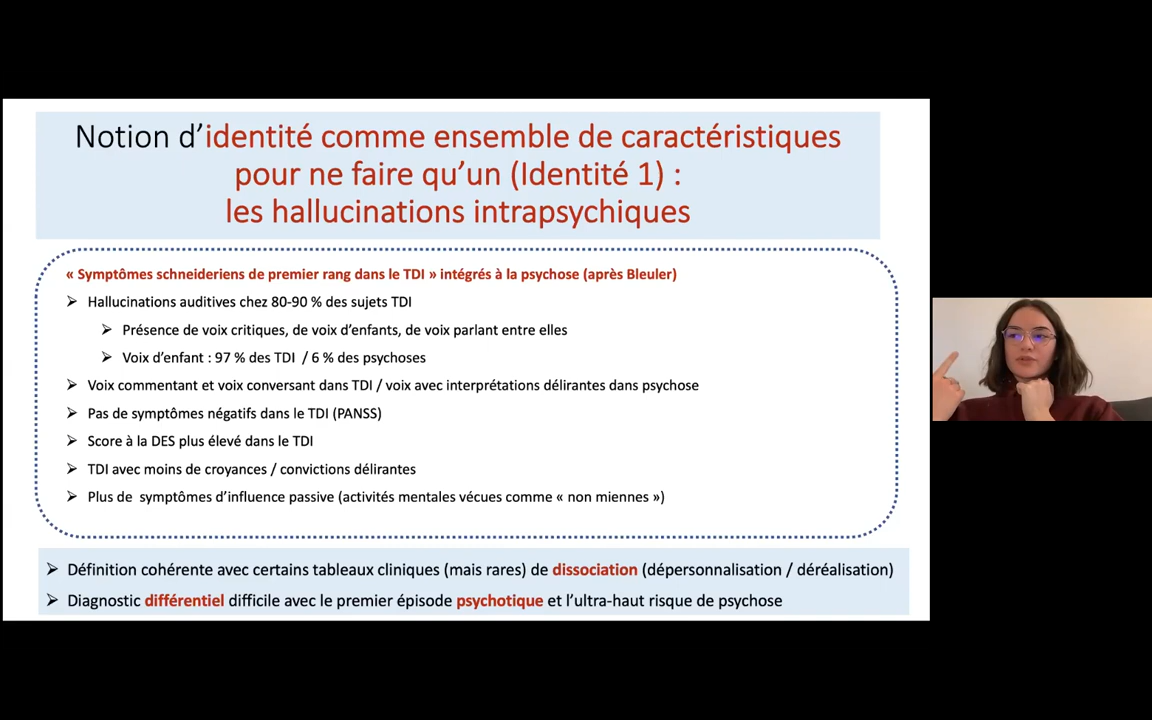 Notion d’identité comme ensemble de caractéristiques
pour ne faire qu’un (Identité 1) :
les hallucinations intrapsychiques
« Symptômes schneideriens de premier rang dans le TDI » intégrés à la psychose (après Bleuler)
➢ Hallucinations auditives chez 80-90 % des sujets TDI
➢ Présence de voix critiques, de voix d’enfants, de voix parlant entre elles
➢ Voix d’enfant : 97 % des TDI / 6 % des psychoses
➢ Voix commentant et voix conversant dans TDI / voix avec interprétations délirantes dans psychose
➢ Pas de symptômes négatifs dans le TDI (PANSS)
➢ Score à la DES plus élevé dans le TDI
➢ TDI avec moins de croyances / convictions délirantes
➢ Plus de symptômes d’influence passive (activités mentales vécues comme « non miennes »)
➢ Définition cohérente avec certains tableaux cliniques (mais rares) de dissociation (dépersonnalisation / déréalisation)
➢ Diagnostic différentiel difficile avec le premier épisode psychotique et l’ultra-haut risque de psychose